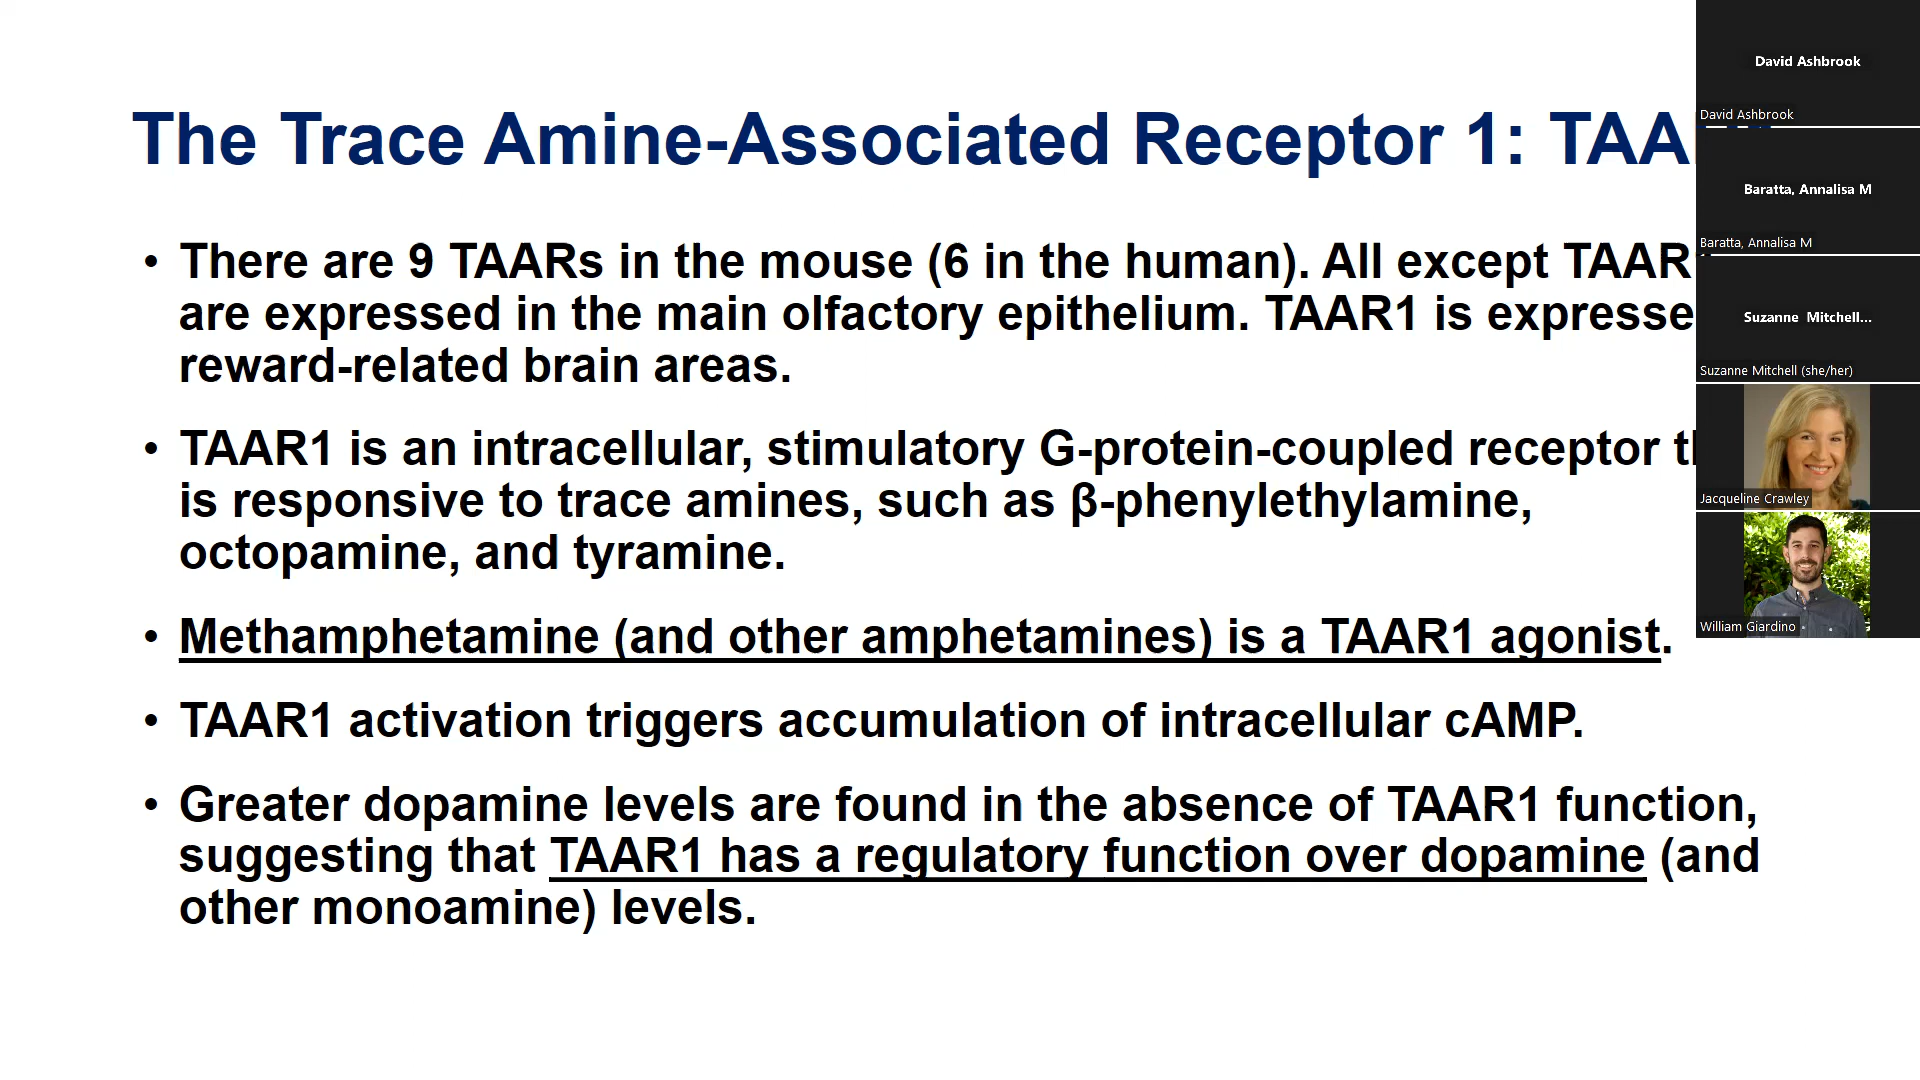 The Trace Amine-Associated Receptor 1: TAA
• There are 9 TAARs in the mouse (6 in the human). All except TAAR
are expressed in the main olfactory epithelium. TAAR1 is expresse
reward-related brain areas.
• TAAR1 is an intracellular, stimulatory G-protein-coupled receptor
is responsive to trace amines, such as β-phenylethylamine,
octopamine, and tyramine.
• Methamphetamine (and other amphetamines) is a TAAR1 agonist.
• TAAR1 activation triggers accumulation of intracellular cAMP.
• Greater dopamine levels are found in the absence of TAAR1 function,
suggesting that TAAR1 has a regulatory function over dopamine (and
other monoamine) levels.
David Ashbrook
David Ashbrook
Baratta, Annalisa M
Baratta, Annalisa M
Suzanne Mitchell...
Suzanne Mitchell (she/her)
Jacqueline Crawley
William Giardino